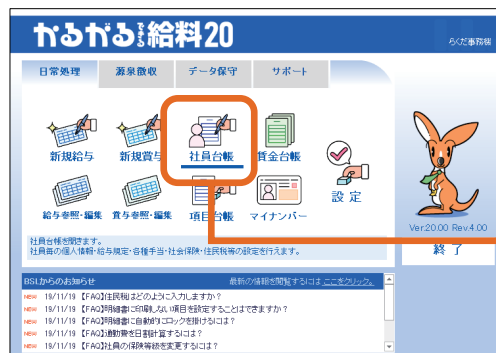 かるがるできる給料20
らくだ事務機
日常処理 源泉徴収 データ保守 サポート
新規給与 新規賞与 社員台帳 賃金台帳
設定
給与参照・編集 賞与参照・編集 項目台帳 マイナンバー
Ver.20.00 Rev.4.00
終了
社員台帳を開きます。
社員毎の個人情報・給与規定・各種手当・社会保険・住民税等の設定を行えます。
BSLからのお知らせ 最新の情報を閲覧するには ここをクリック。
NEW 19/11/19 【FAQ】住民税はどのように入力しますか？
NEW 19/11/19 【FAQ】明細書に印刷しない項目を設定することはできますか？
NEW 19/11/19 【FAQ】明細書に自動的にロックを掛けるには？
NEW 19/11/19 【FAQ】通勤費を日割計算するには？
NEW 19/11/19 【FAQ】社員の保険等級を変更するには？